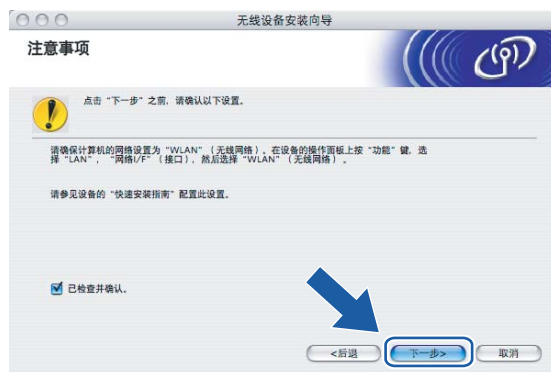 无线设备安装向导
注意事项
点击“下一步”之前, 请确认以下设置。
请确保计算机的网络设置为“WLAN”（无线网络）。在设备的操作面板上按“功能”键, 选
择“LAN”, “网络I/F”（接口）, 然后选择“WLAN”（无线网络）。
请参见设备的“快速安装指南”配置此设置。
已检查并确认。
<后退
下一步>
取消